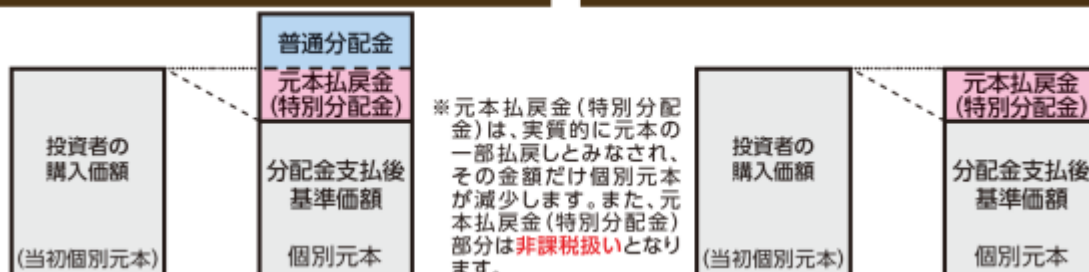 普通分配金
元本払戻金
(特別分配金)
投資者の
購入価額
(当初個別元本)
分配金支払後
基準価額
個別元本
※元本払戻金(特別分配
金)は、実質的に元本の
一部払戻しとみなされ、
その金額だけ個別元本
が減少します。また、元
本払戻金(特別分配金)
部分は非課税扱いとなり
ます。
元本払戻金
(特別分配金)
投資者の
購入価額
(当初個別元本)
分配金支払後
基準価額
個別元本